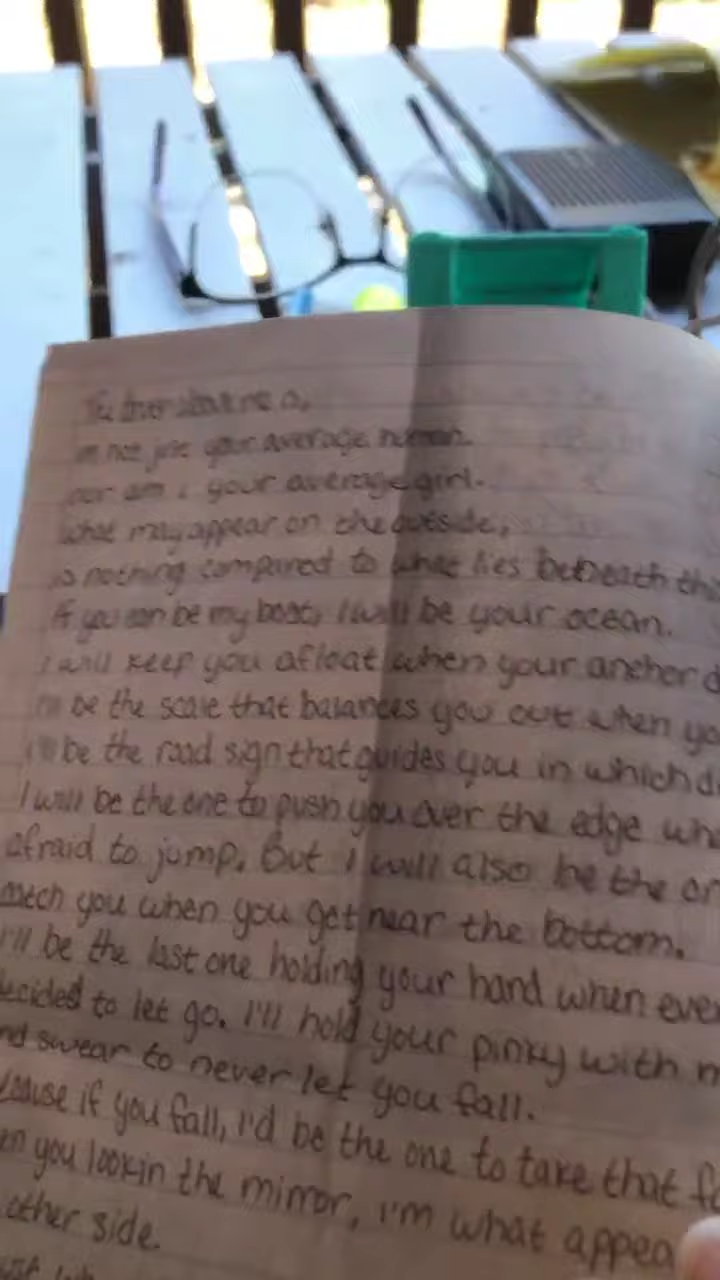 The truth about me is,
I'm not just your average human.
nor am I your average girl.
what may appear on the outside,
is nothing compared to what lies beneath
If you can be my boat, I will be your ocean.
I will keep you afloat when your anchor
I'll be the scale that balances you out when
I'll be the road sign that guides you in which
I will be the one to push you over the edge
afraid to jump. But I will also be the
catch you when you get near the bottom.
I'll be the last one holding your hand when
decided to let go. I'll hold your pinky with
and swear to never let you fall.
because if you fall, I'd be the one to take that
when you look in the mirror, I'm what
other side.